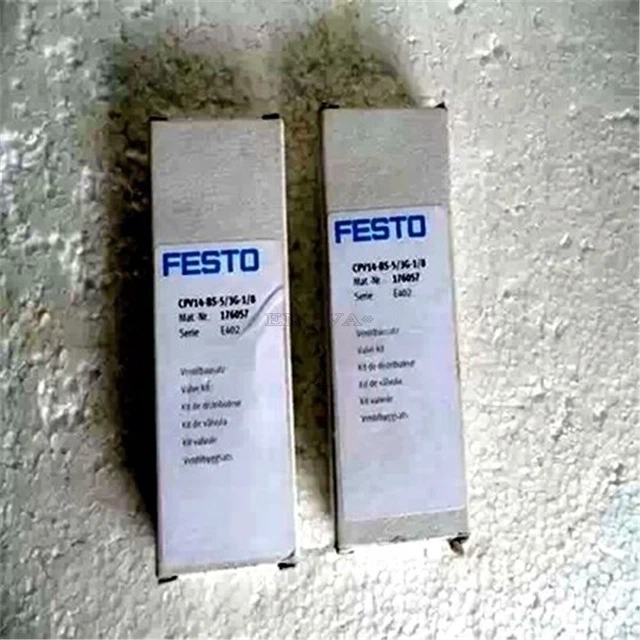 FESTO
CPV14-BS-5/3G-1/8
Mat.-Nr. 176057
Serie E402
Ventilbausatz
Valve kit
Kit de distributeur
Kit de válvula
Kit valvole
Ventilbyggsats
FESTO
CPV14-BS-5/3G-1/8
Mat.-Nr. 176057
Serie E402
Ventilbausatz
Valve kit
Kit de distributeur
Kit de válvula
Kit valvole
Ventilbyggsats